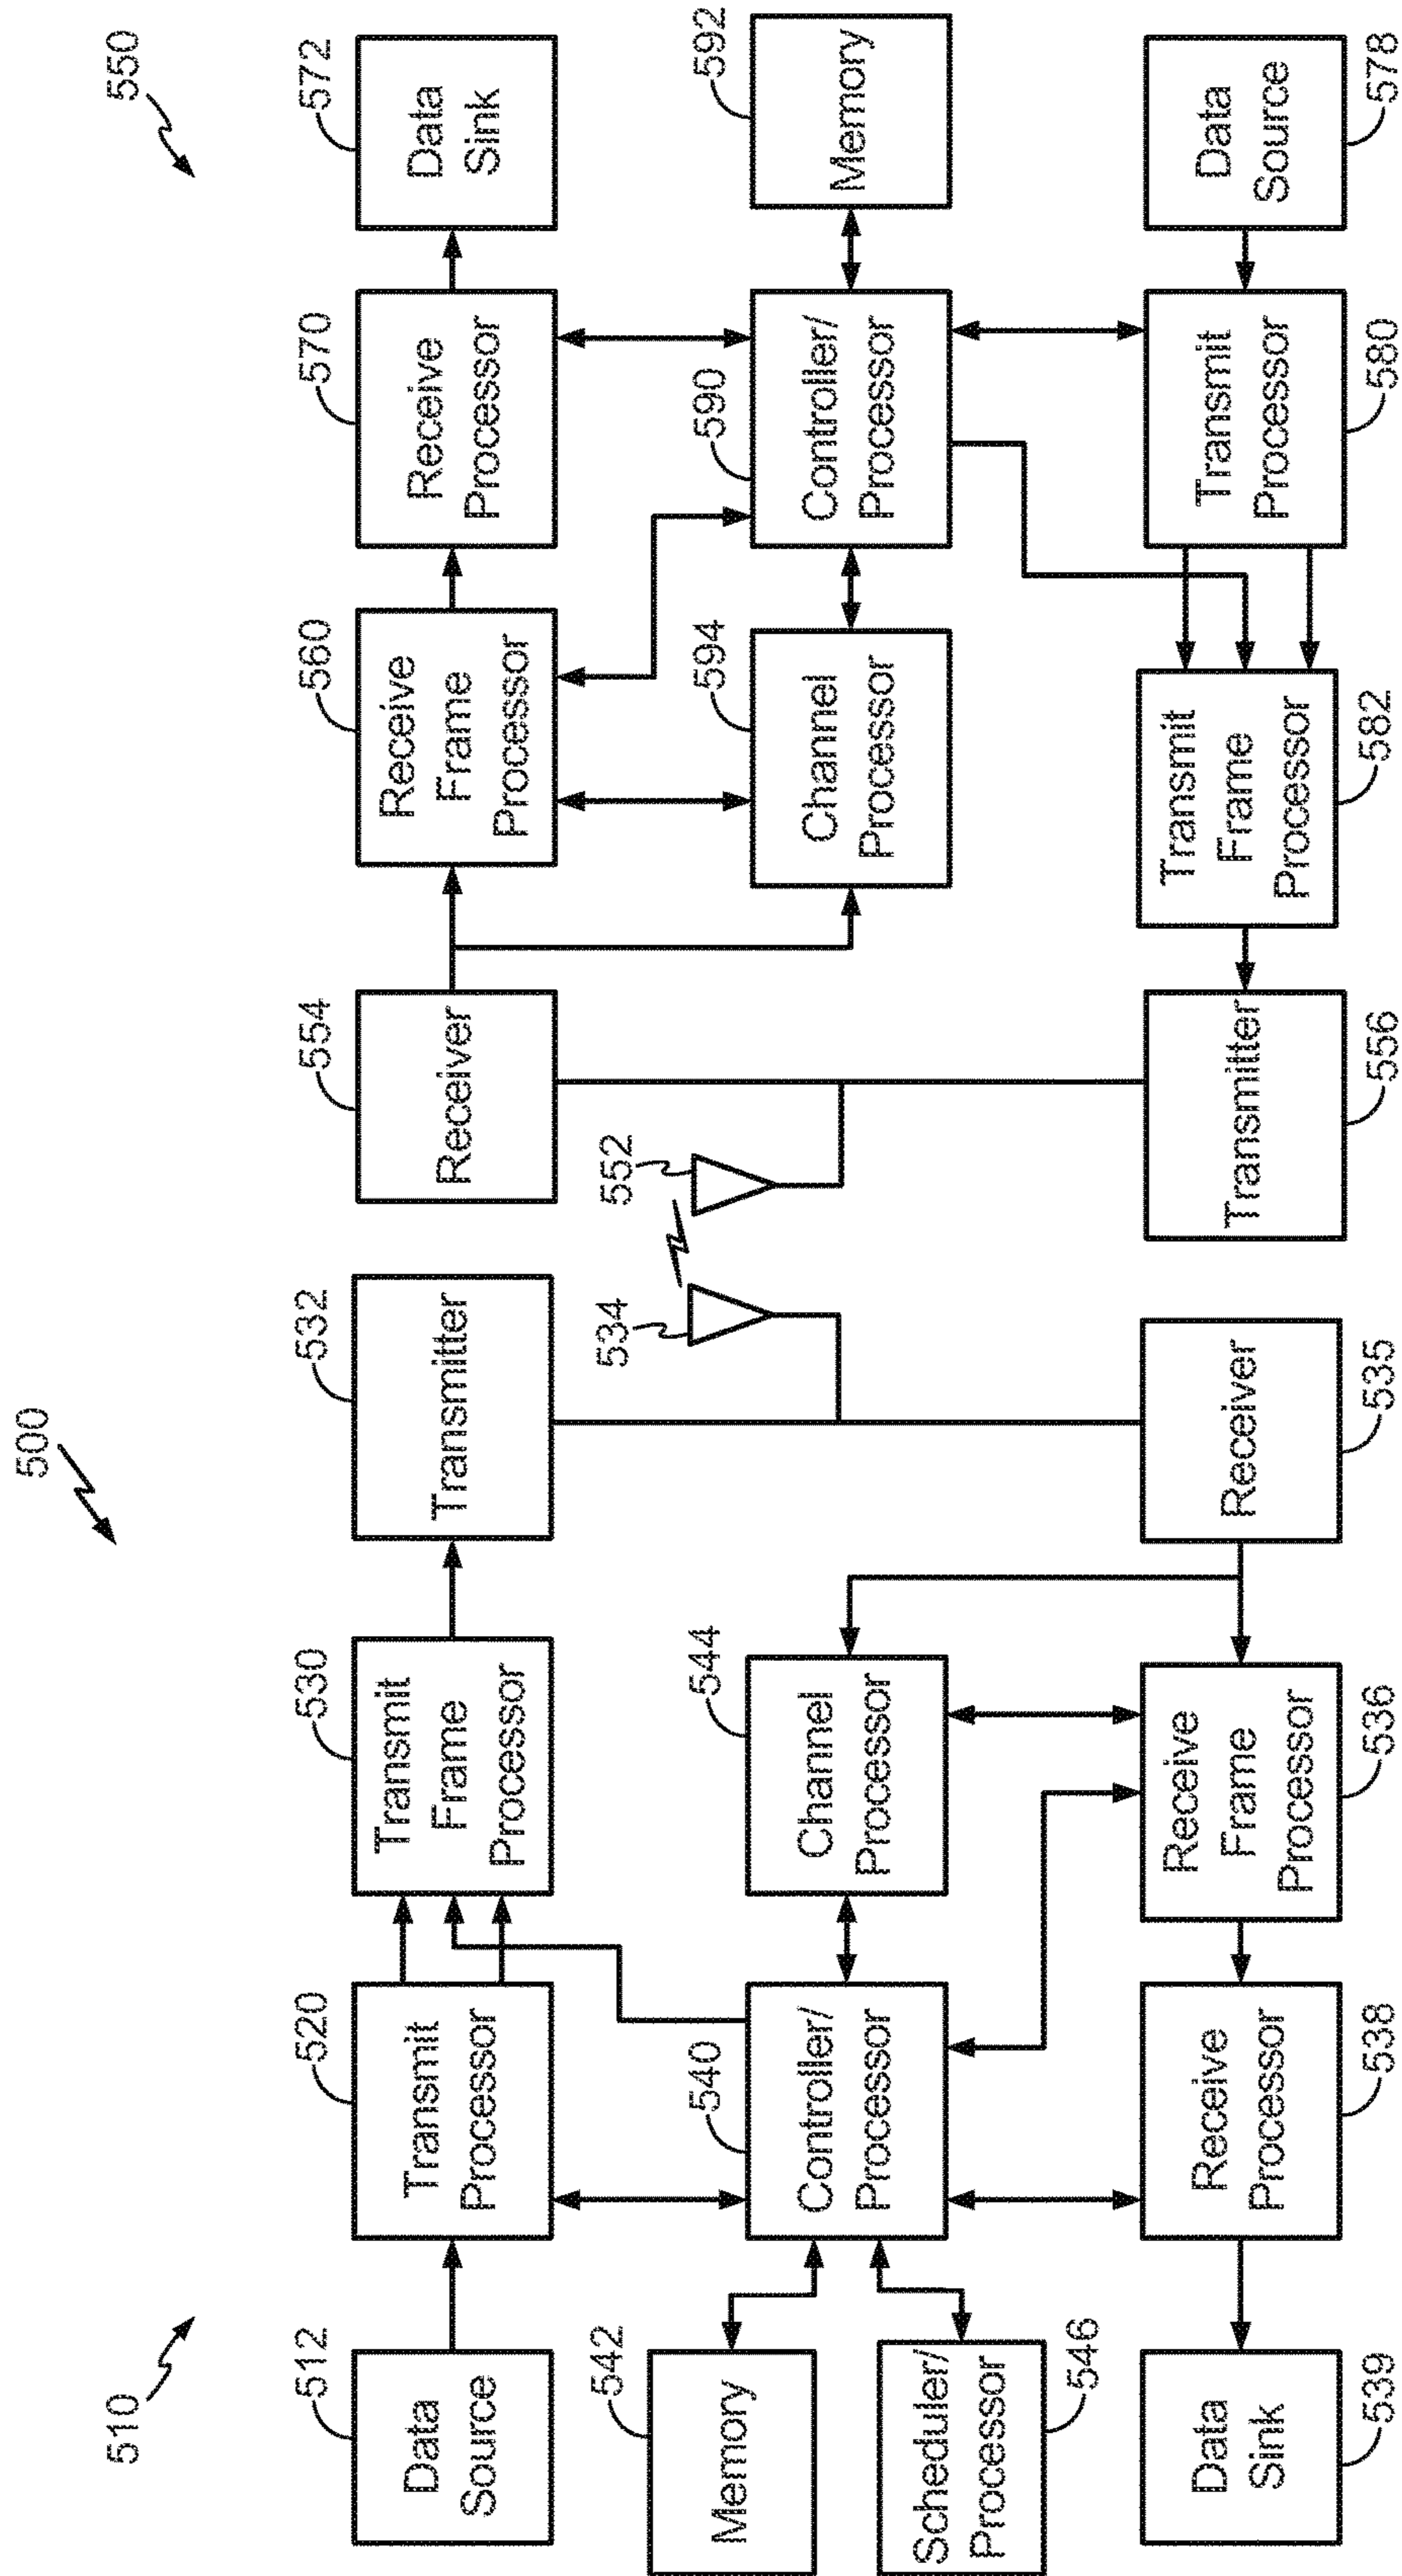 500
510
550
512
Data
Source
520
Transmit
Processor
530
Transmit
Frame
Processor
532
Transmitter
554
Receiver
560
Receive
Frame
Processor
570
Receive
Processor
572
Data
Sink
542
Memory
540
Controller/
Processor
544
Channel
Processor
534
552
594
Channel
Processor
590
Controller/
Processor
592
Memory
Scheduler/
Processor
546
Data
Sink
539
Receive
Processor
538
Receive
Frame
Processor
536
Receiver
535
Transmitter
556
Transmit
Frame
Processor
582
Transmit
Processor
580
Data
Source
578